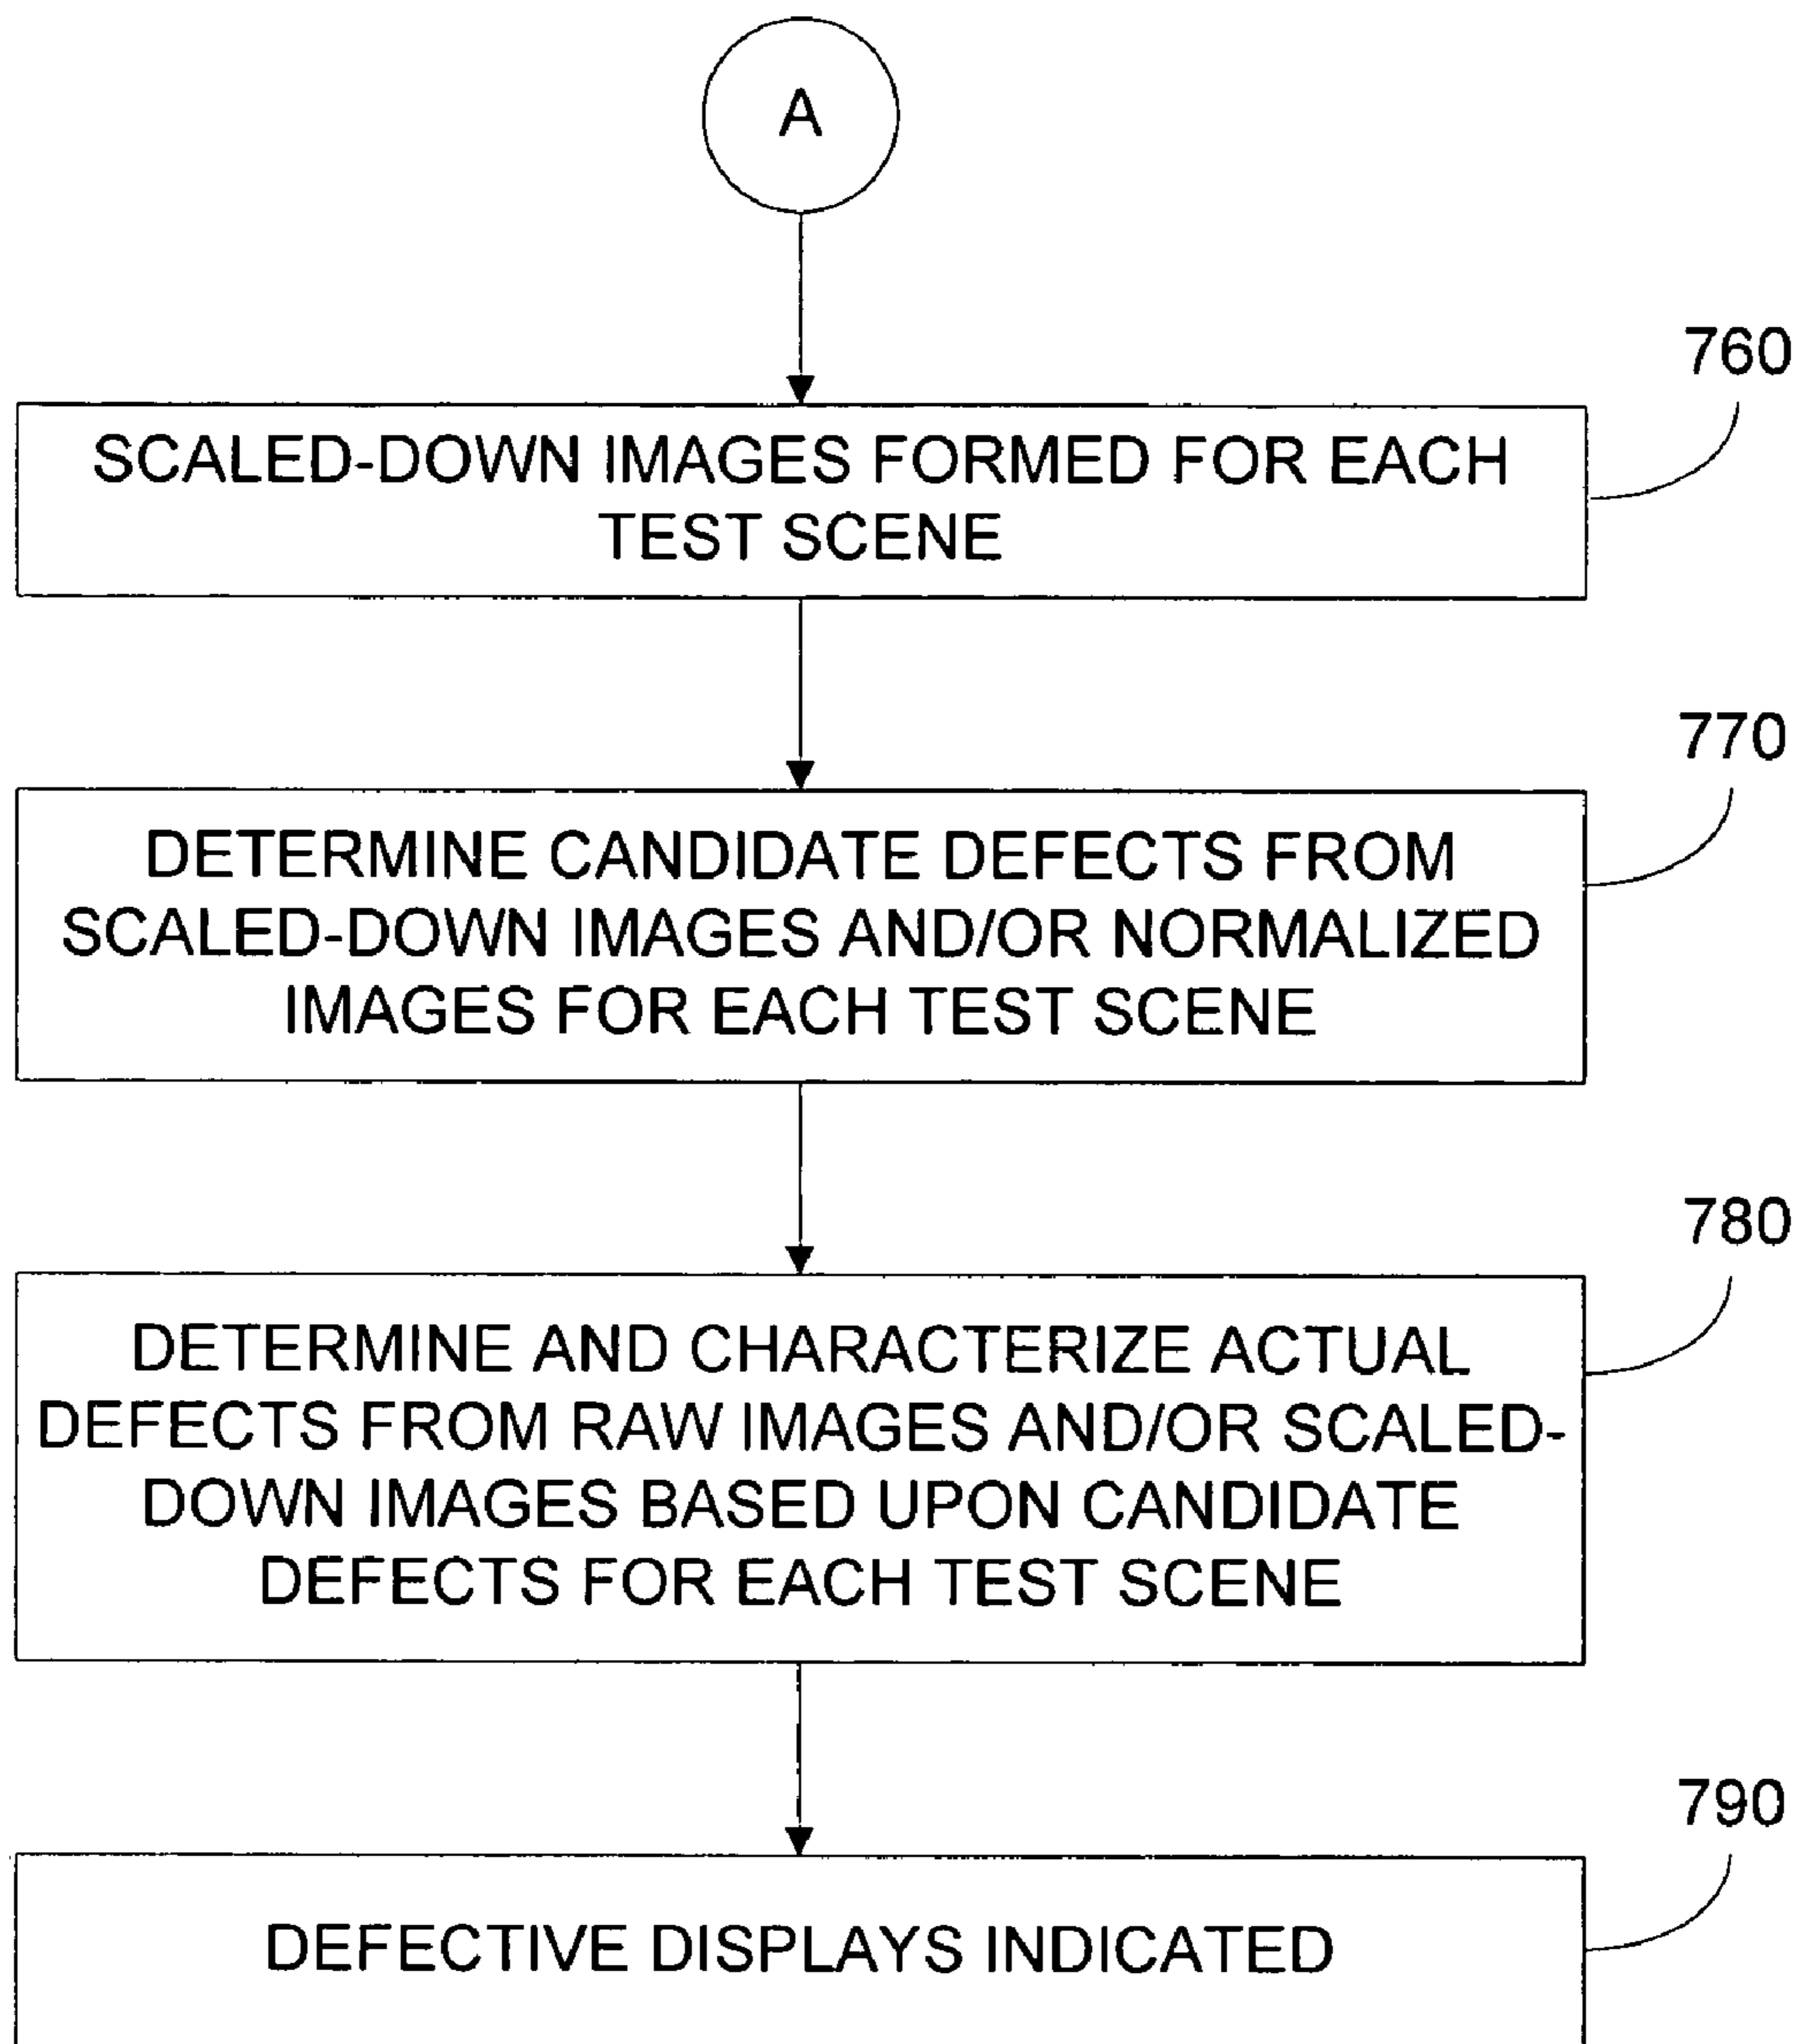 A
760
SCALED-DOWN IMAGES FORMED FOR EACH
TEST SCENE
770
DETERMINE CANDIDATE DEFECTS FROM
SCALED-DOWN IMAGES AND/OR NORMALIZED
IMAGES FOR EACH TEST SCENE
780
DETERMINE AND CHARACTERIZE ACTUAL
DEFECTS FROM RAW IMAGES AND/OR SCALED-
DOWN IMAGES BASED UPON CANDIDATE
DEFECTS FOR EACH TEST SCENE
790
DEFECTIVE DISPLAYS INDICATED